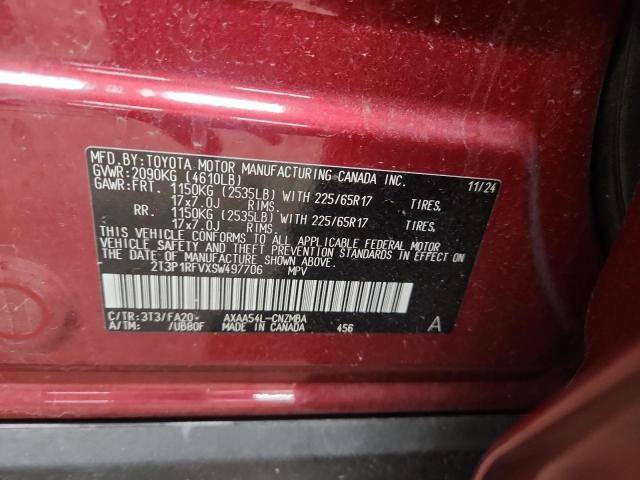 MFD.BY:TOYOTA MOTOR MANUFACTURING CANADA INC. 11/24
GVWR:2090KG (4610LB)
GAWR:FRT. 1150KG (2535LB) WITH 225/65R17 TIRES,
17x7.0J RIMS.
RR. 1150KG (2535LB) WITH 225/65R17 TIRES,
17x7.0J RIMS.
THIS VEHICLE CONFORMS TO ALL APPLICABLE FEDERAL MOTOR
VEHICLE SAFETY AND THEFT PREVENTION STANDARDS IN EFFECT ON
THE DATE OF MANUFACTURE SHOWN ABOVE.
2T3P1RFVXSW497706 MPV
C/TR:3T3/FA20- AXAA54L-CNZMBA
A/TM: /UB80F MADE IN CANADA 456 A